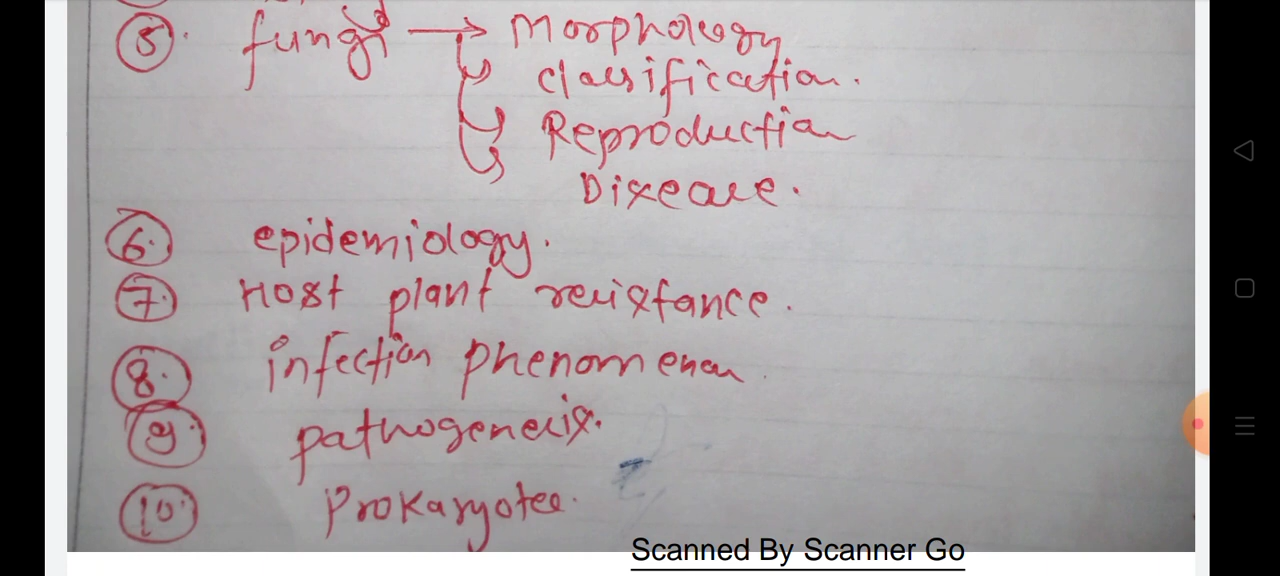 5. fungi → Morphology
classification.
Reproduction
Disease.
6. epidemiology.
7. Host plant resistance.
8. infection phenomenon
9. pathogenesis.
10. prokaryotes.
Scanned By Scanner Go